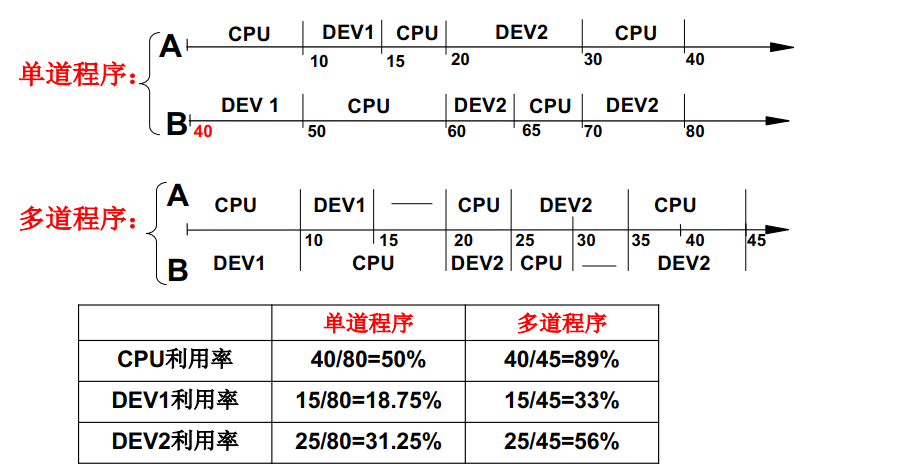 A CPU DEV1 CPU DEV2 CPU
10 15 20 30 40
单道程序：
DEV 1 CPU DEV2 CPU DEV2
B 40 50 60 65 70 80
A CPU DEV1 CPU DEV2 CPU
多道程序：
10 15 20 25 30 35 40 45
B DEV1 CPU DEV2 CPU DEV2
单道程序 多道程序
CPU利用率 40/80=50% 40/45=89%
DEV1利用率 15/80=18.75% 15/45=33%
DEV2利用率 25/80=31.25% 25/45=56%